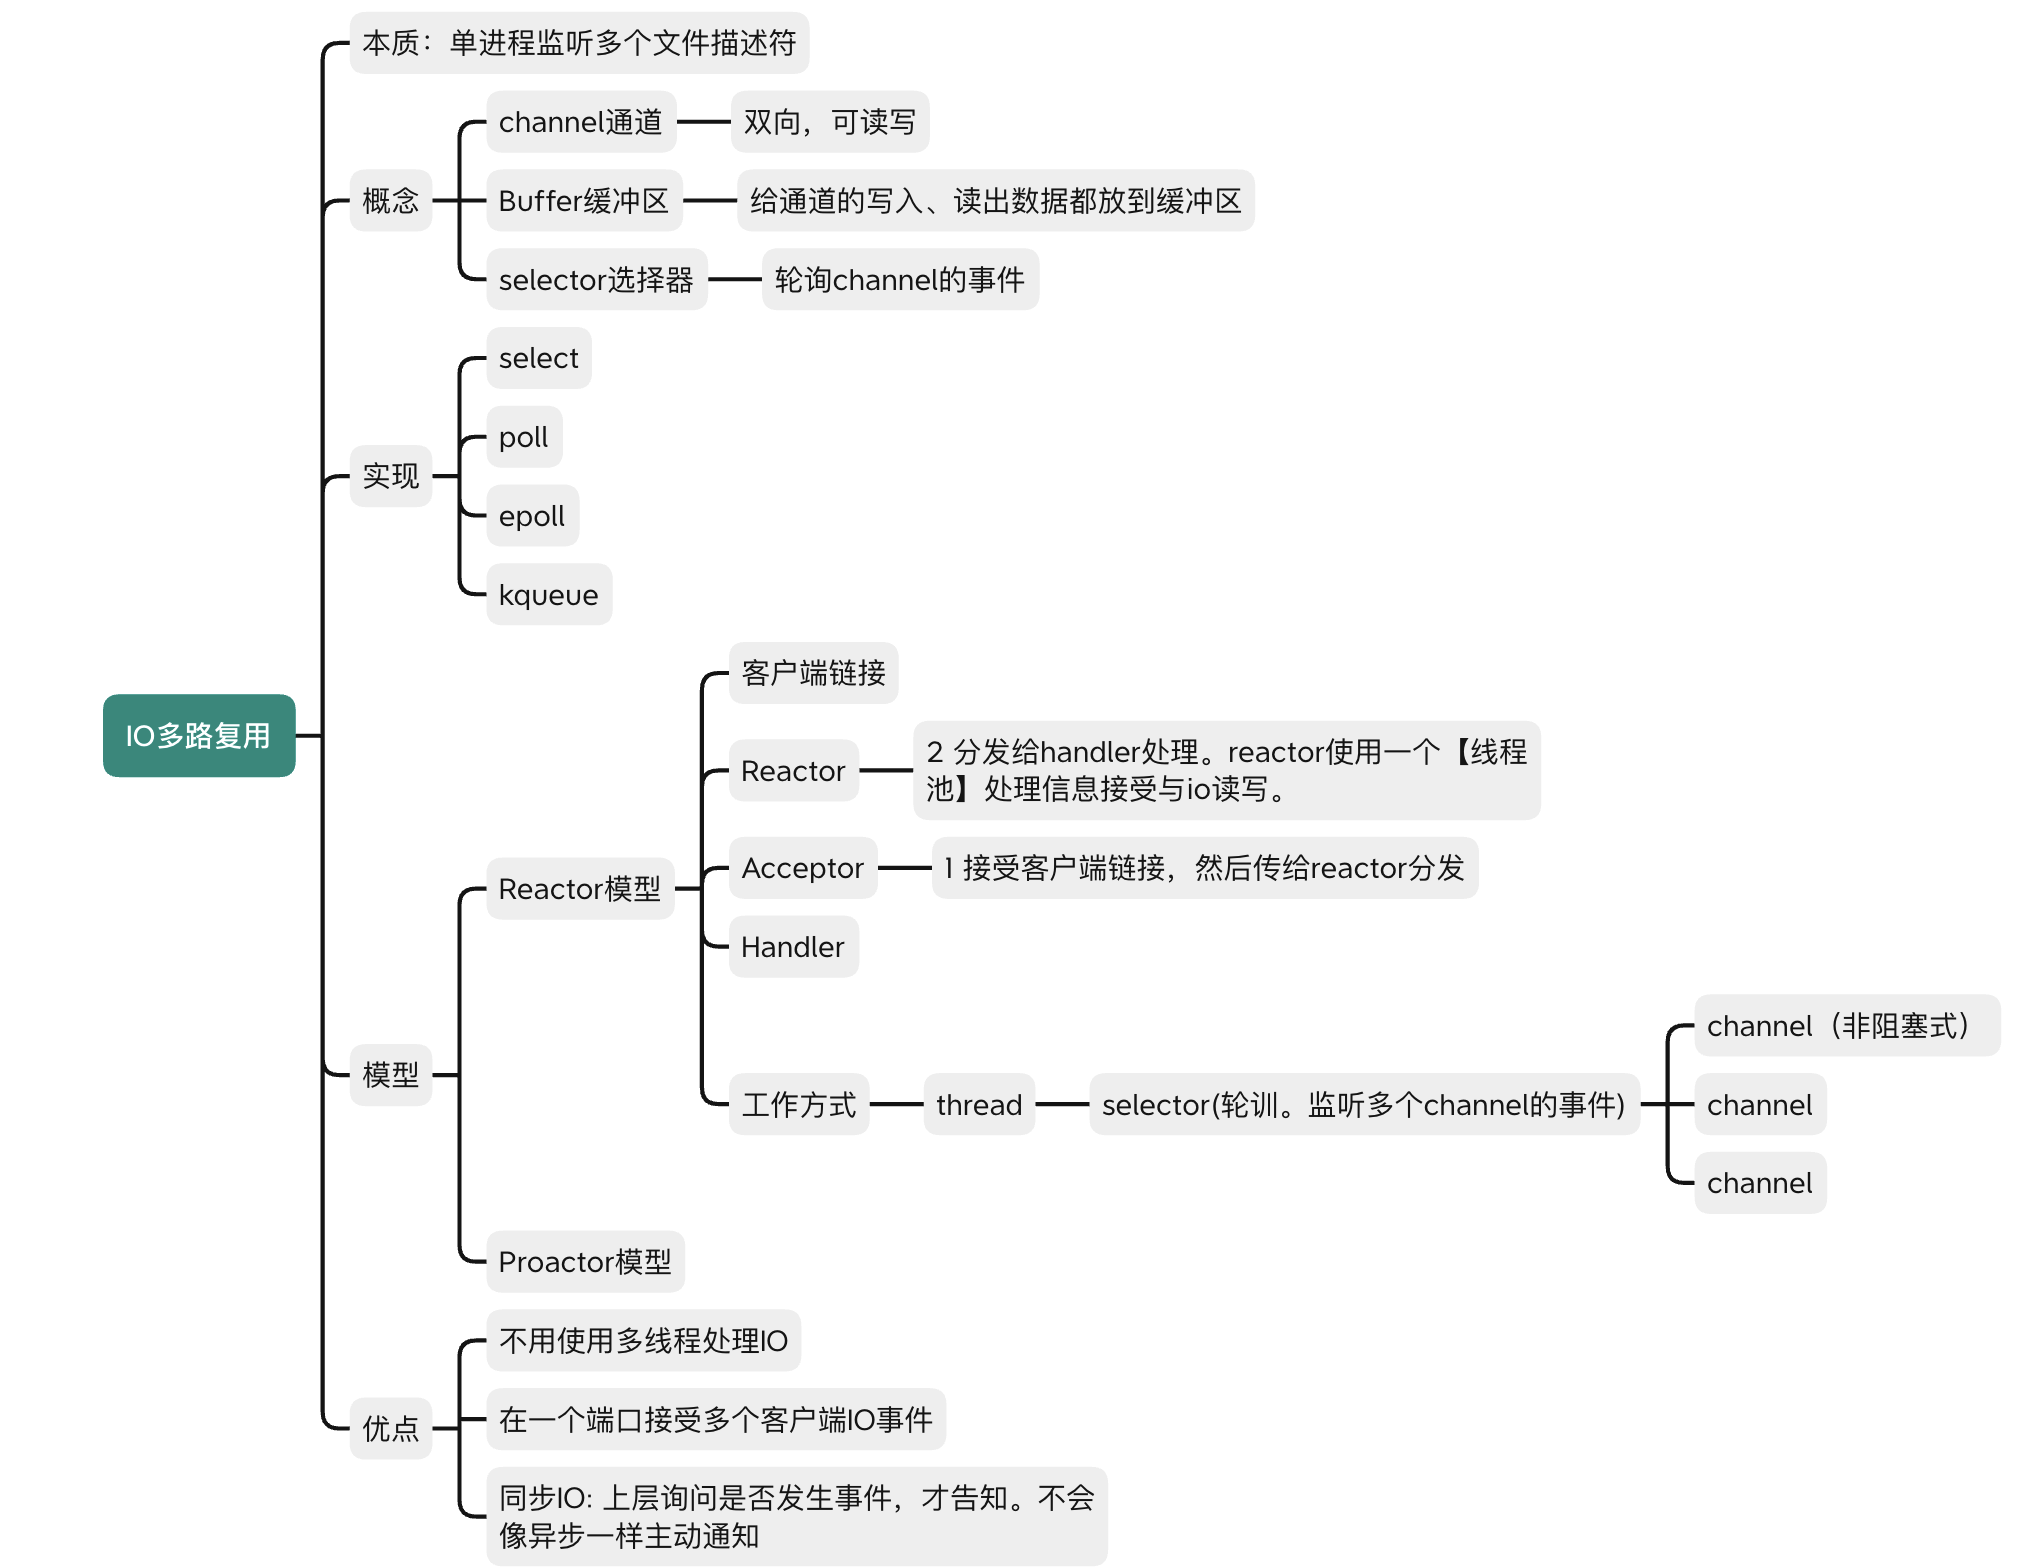 本质：单进程监听多个文件描述符
channel通道
双向，可读写
概念
Buffer缓冲区
给通道的写入、读出数据都放到缓冲区
selector选择器
轮询channel的事件
select
poll
实现
epoll
kqueue
IO多路复用
客户端链接
Reactor
2 分发给handler处理。reactor使用一个【线程
池】处理信息接受与io读写。
Reactor模型
Acceptor
1 接受客户端链接，然后传给reactor分发
Handler
模型
工作方式
thread
selector(轮训。监听多个channel的事件)
channel（非阻塞式）
channel
channel
Proactor模型
优点
不用使用多线程处理IO
在一个端口接受多个客户端IO事件
同步IO: 上层询问是否发生事件，才告知。不会
像异步一样主动通知